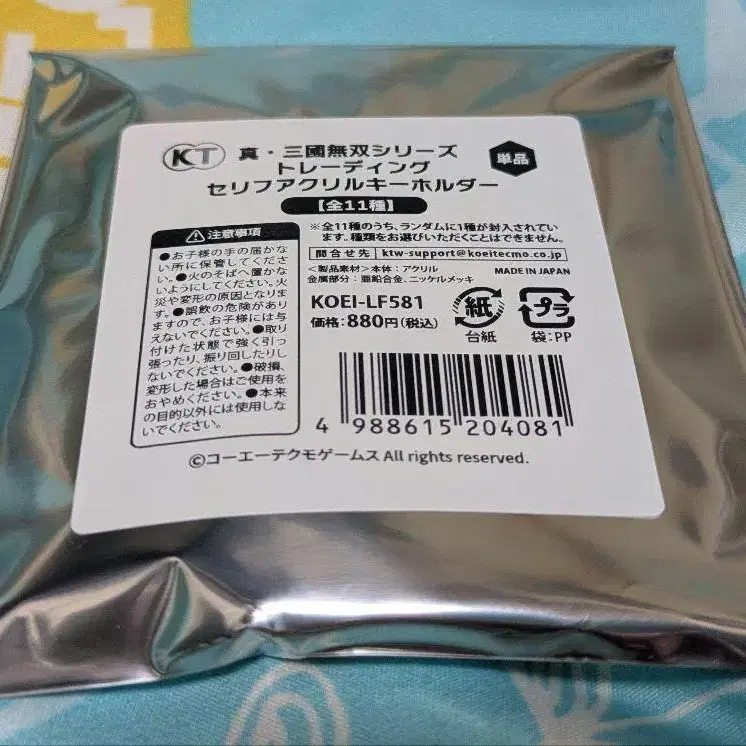 KT
真・三國無双シリーズ
トレーディング
セリフアクリルキーホルダー
単品
【全11種】
※全11種のうち、ランダムに1種が封入されてい
ます。種類をお選びいただくことはできません。
問合せ先 ktw-support@koeitecmo.co.jp
<製品素材>本体:アクリル
MADE IN JAPAN
金属部分:亜鉛合金、ニッケルメッキ
KOEI-LF581
価格:880円(税込)
紙
台紙
プラ
袋:PP
注意事項
●お子様の手の届かな
い所に保管してくださ
い。●火のそばへ置かな
いようにしてください。火
災や変形の原因となりま
す。●誤飲の危険があり
ますので、お子様には与
えないでください。●取り
付けた状態で強く引っ
張ったり、振り回したりし
ないでください。●破損、
変形した場合はご使用を
おやめください。●本来
の目的以外には使用しな
いでください。
4 988615 204081
©コーエーテクモゲームス All rights reserved.